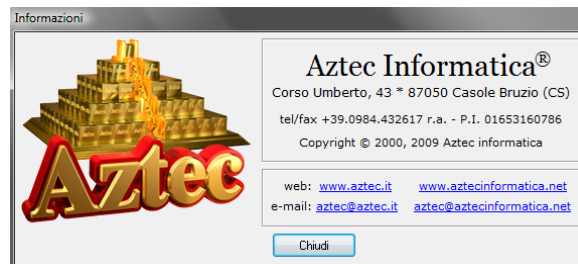 Informazioni
Aztec
Aztec Informatica®
Corso Umberto, 43 * 87050 Casole Bruzio (CS)
tel/fax +39.0984.432617 r.a. - P.I. 01653160786
Copyright © 2000, 2009 Aztec informatica
web: www.aztec.it www.aztecinformatica.net
e-mail: aztec@aztec.it aztec@aztecinformatica.net
Chiudi